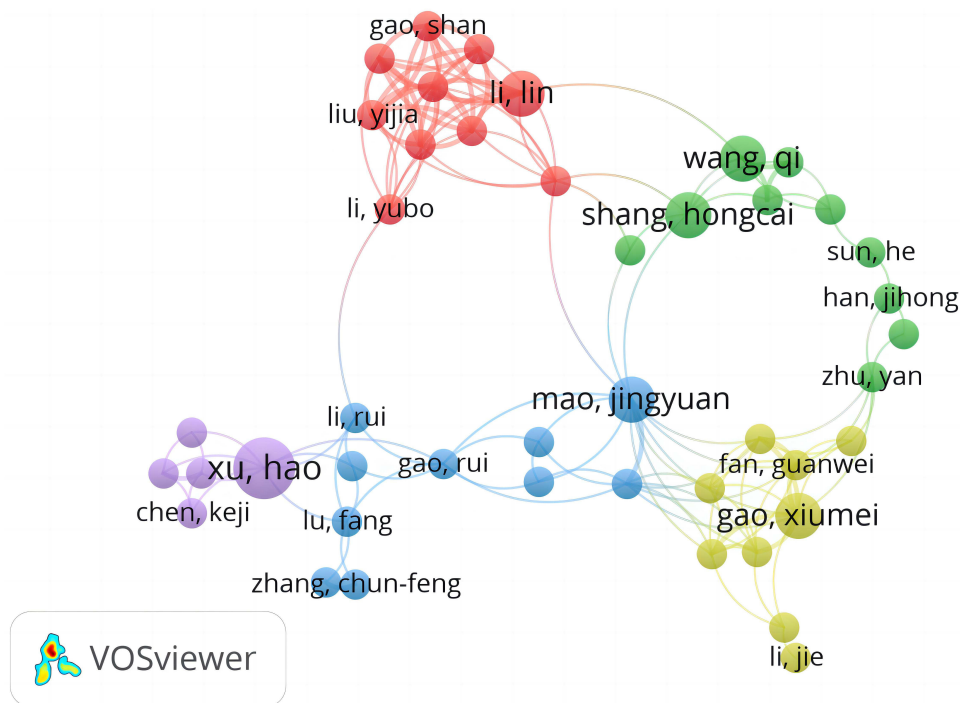 gao, shan
li, lin
liu, yijia
wang, qi
li, yubo
shang, hongcai
sun, he
han, jihong
zhu, yan
mao, jingyuan
li, rui
xu, hao
gao, rui
fan, guanwei
chen, keji
lu, fang
gao, xiumei
zhang, chun-feng
li, jie
VOSviewer